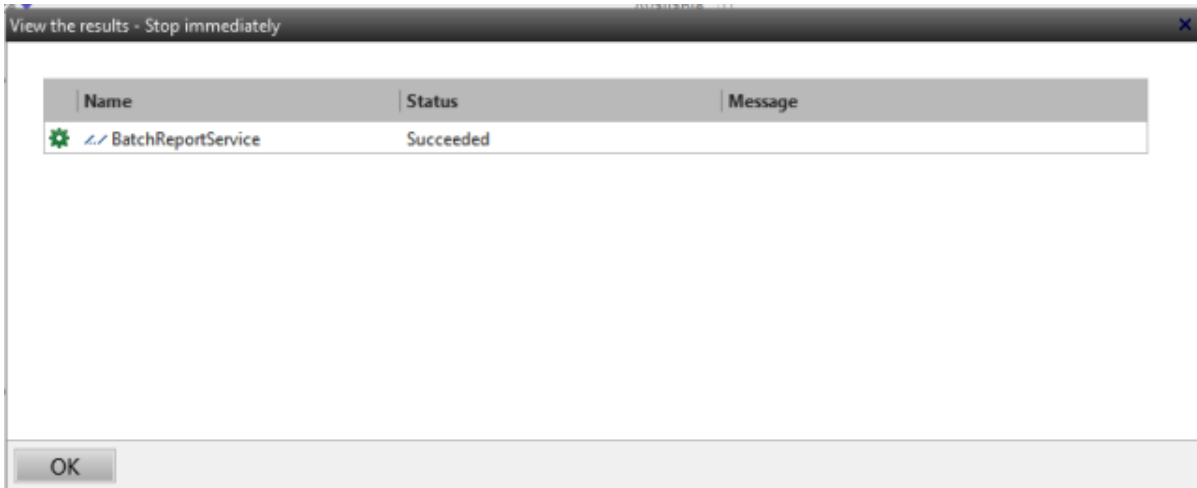 View the results - Stop immediately
Name Status Message
BatchReportService Succeeded
OK